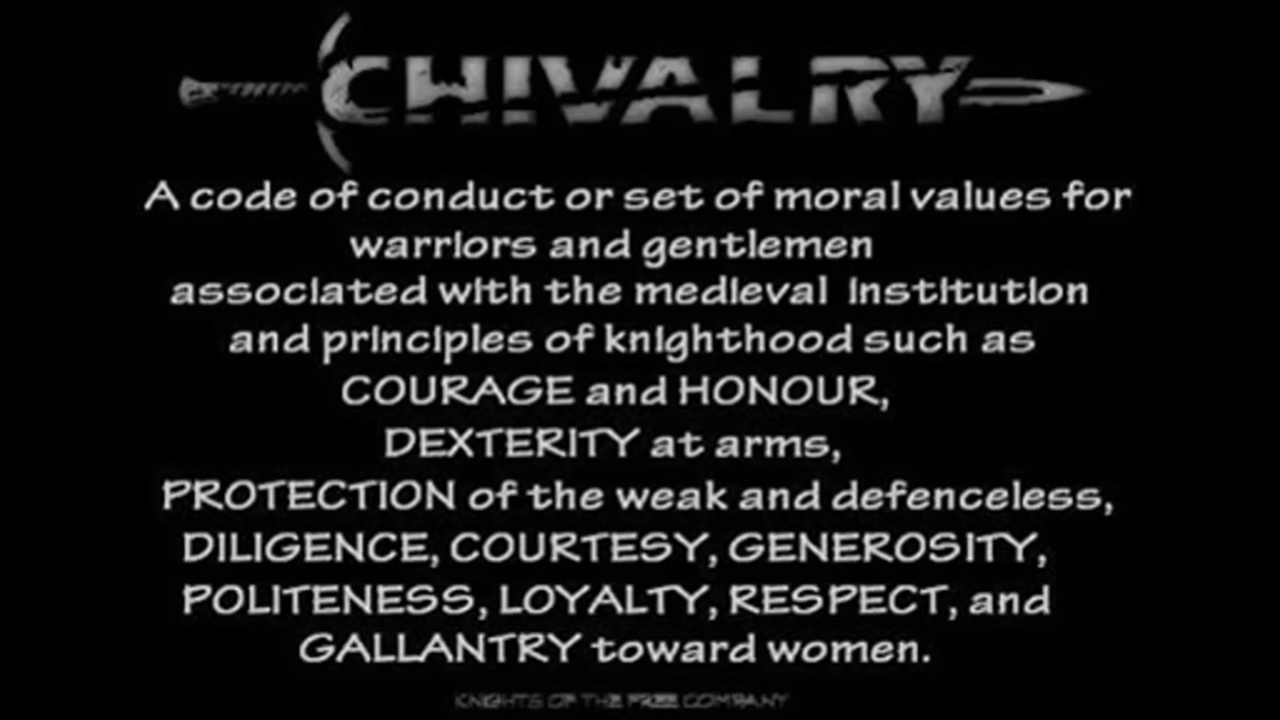 CHIVALRY
A code of conduct or set of moral values for
warriors and gentlemen
associated with the medieval institution
and principles of knighthood such as
COURAGE and HONOUR,
DEXTERITY at arms,
PROTECTION of the weak and defenceless,
DILIGENCE, COURTESY, GENEROSITY,
POLITENESS, LOYALTY, RESPECT, and
GALLANTRY toward women.
KNIGHTS OF THE FREE COMPANY